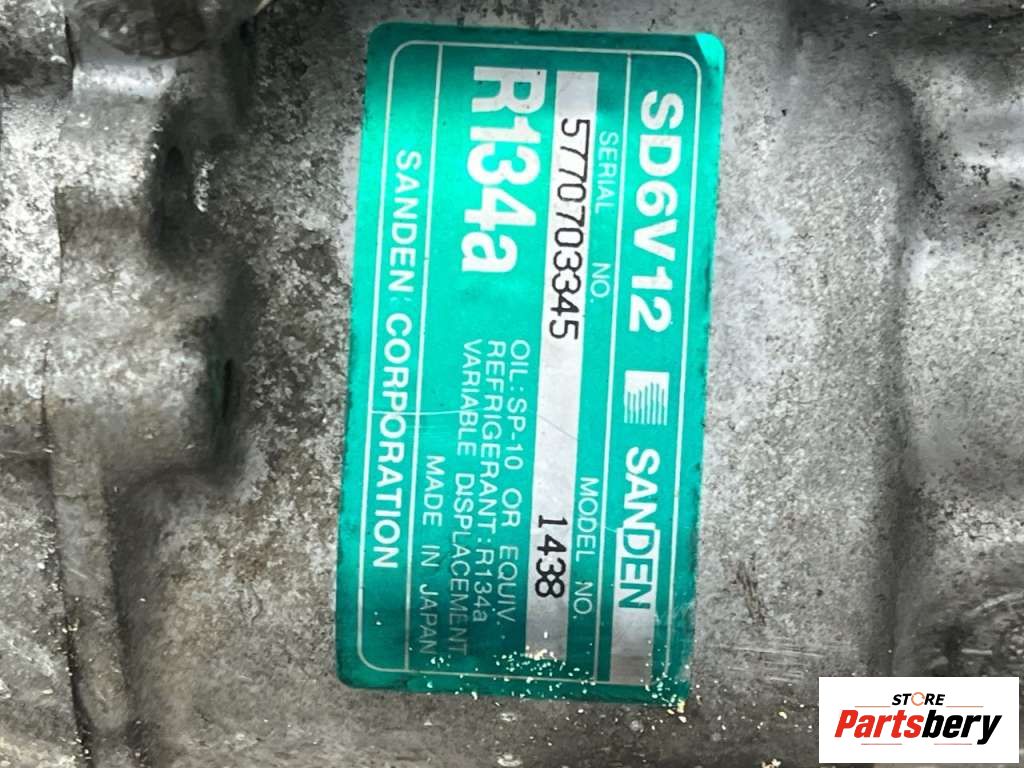 SD6V12 SANDEN
SERIAL NO. MODEL NO.
57770703345 1438
R134a
OIL:SP-10 OR EQUIV.
REFRIGERANT:R134a
VARIABLE DISPLACEMENT
MADE IN JAPAN
SANDEN CORPORATION
STORE
Partsbery